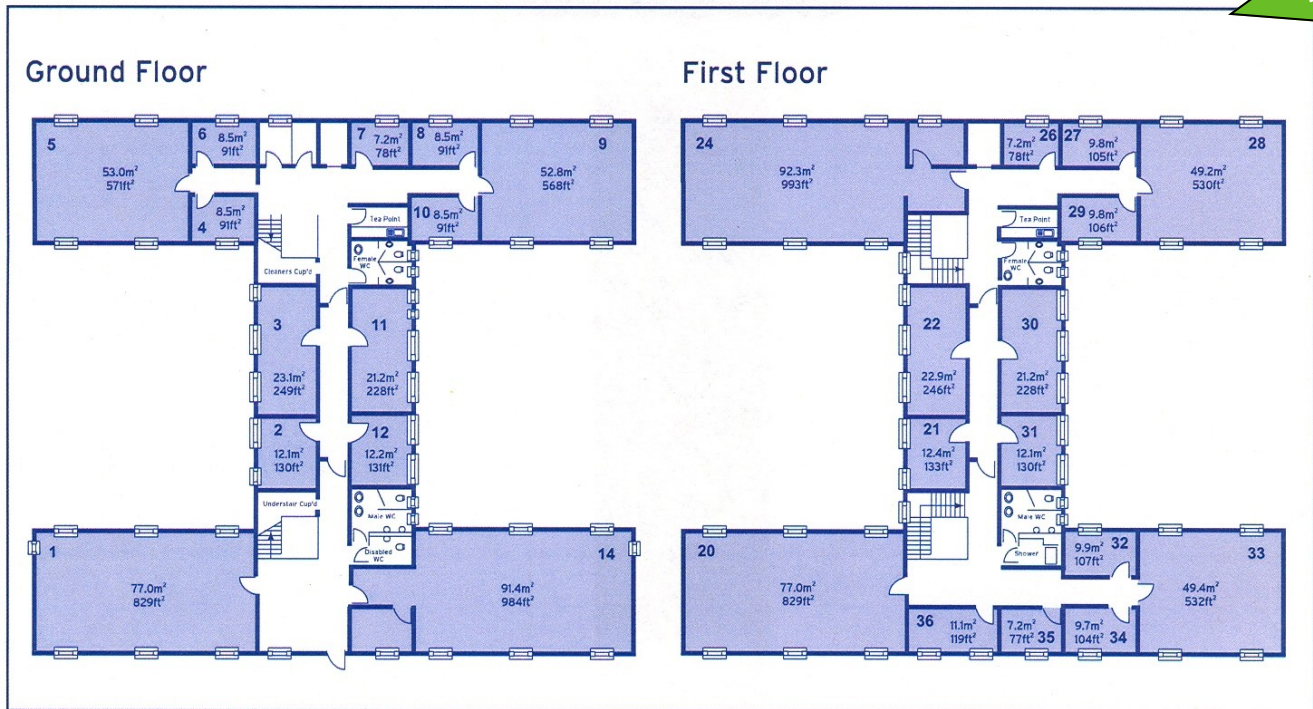 Ground Floor
5
53.0m²
571ft²
6
8.5m²
91ft²
4
8.5m²
91ft²
7
7.2m²
78ft²
8
8.5m²
91ft²
9
52.8m²
568ft²
10
8.5m²
91ft²
Tea Point
Female
WC
Cleaners Cup'd
3
23.1m²
249ft²
11
21.2m²
228ft²
2
12.1m²
130ft²
12
12.2m²
131ft²
Understair Cup'd
Male WC
Disabled
WC
1
77.0m²
829ft²
14
91.4m²
984ft²
First Floor
24
92.3m²
993ft²
26
7.2m²
78ft²
27
9.8m²
105ft²
28
49.2m²
530ft²
29
9.8m²
106ft²
Tea Point
Female
WC
22
22.9m²
246ft²
30
21.2m²
228ft²
21
12.4m²
133ft²
31
12.1m²
130ft²
Male WC
Shower
20
77.0m²
829ft²
32
9.9m²
107ft²
33
49.4m²
532ft²
36
11.1m²
119ft²
35
7.2m²
77ft²
34
9.7m²
104ft²